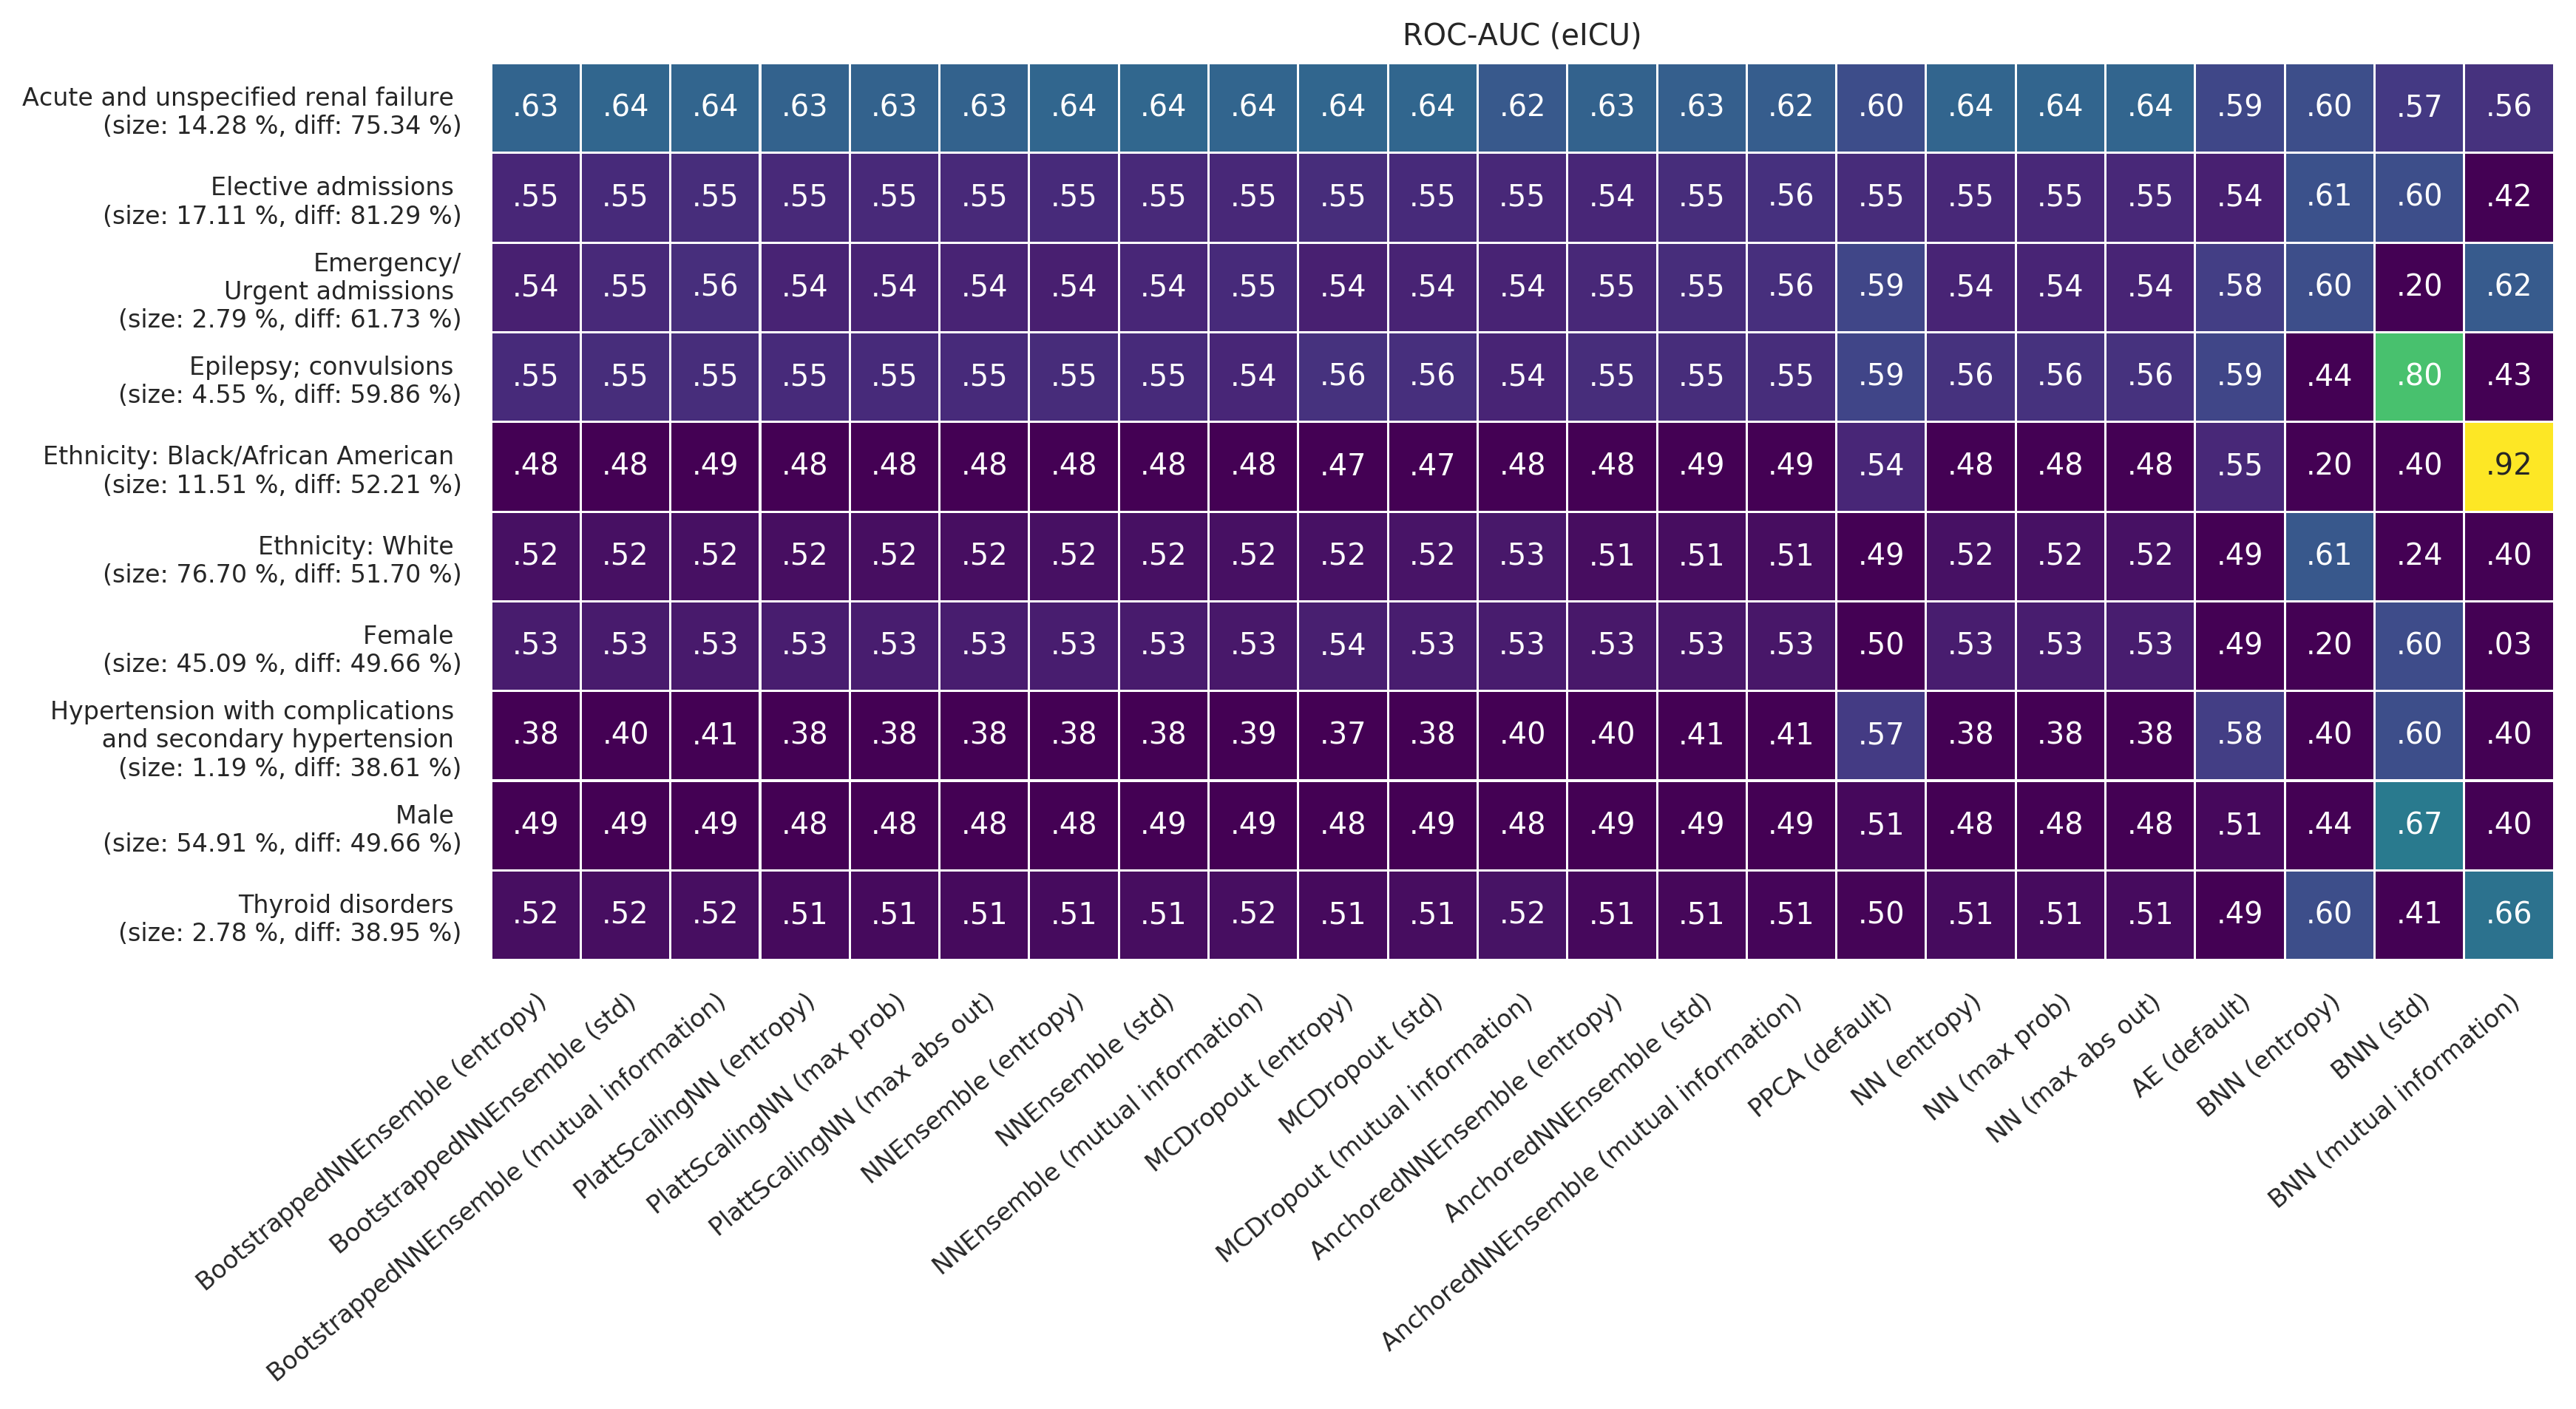 ROC-AUC (eICU)
Acute and unspecified renal failure
(size: 14.28 %, diff: 75.34 %)
.63 .64 .64 .63 .63 .63 .64 .64 .64 .64 .64 .62 .63 .63 .62 .60 .64 .64 .64 .59 .60 .57 .56
Elective admissions
(size: 17.11 %, diff: 81.29 %)
.55 .55 .55 .55 .55 .55 .55 .55 .55 .55 .55 .55 .54 .55 .56 .55 .55 .55 .55 .54 .61 .60 .42
Emergency/
Urgent admissions
(size: 2.79 %, diff: 61.73 %)
.54 .55 .56 .54 .54 .54 .54 .54 .55 .54 .54 .54 .55 .55 .56 .59 .54 .54 .54 .58 .60 .20 .62
Epilepsy; convulsions
(size: 4.55 %, diff: 59.86 %)
.55 .55 .55 .55 .55 .55 .55 .55 .54 .56 .56 .54 .55 .55 .55 .59 .56 .56 .56 .59 .44 .80 .43
Ethnicity: Black/African American
(size: 11.51 %, diff: 52.21 %)
.48 .48 .49 .48 .48 .48 .48 .48 .48 .47 .47 .48 .48 .49 .49 .54 .48 .48 .48 .55 .20 .40 .92
Ethnicity: White
(size: 76.70 %, diff: 51.70 %)
.52 .52 .52 .52 .52 .52 .52 .52 .52 .52 .52 .53 .51 .51 .51 .49 .52 .52 .52 .49 .61 .24 .40
Female
(size: 45.09 %, diff: 49.66 %)
.53 .53 .53 .53 .53 .53 .53 .53 .53 .54 .53 .53 .53 .53 .53 .50 .53 .53 .53 .49 .20 .60 .03
Hypertension with complications
and secondary hypertension
(size: 1.19 %, diff: 38.61 %)
.38 .40 .41 .38 .38 .38 .38 .38 .39 .37 .38 .40 .40 .41 .41 .57 .38 .38 .38 .58 .40 .60 .40
Male
(size: 54.91 %, diff: 49.66 %)
.49 .49 .49 .48 .48 .48 .48 .49 .49 .48 .49 .48 .49 .49 .49 .51 .48 .48 .48 .51 .44 .67 .40
Thyroid disorders
(size: 2.78 %, diff: 38.95 %)
.52 .52 .52 .51 .51 .51 .51 .51 .52 .51 .51 .52 .51 .51 .51 .50 .51 .51 .51 .49 .60 .41 .66
BootstrappedNNEnsemble (entropy)
BootstrappedNNEnsemble (std)
BootstrappedNNEnsemble (mutual information)
PlattScalingNN (entropy)
PlattScalingNN (max prob)
PlattScalingNN (max abs out)
NNEnsemble (entropy)
NNEnsemble (std)
NNEnsemble (mutual information)
MCDropout (entropy)
MCDropout (std)
MCDropout (mutual information)
AnchoredNNEnsemble (entropy)
AnchoredNNEnsemble (std)
AnchoredNNEnsemble (mutual information)
PPCA (default)
NN (entropy)
NN (max prob)
NN (max abs out)
AE (default)
BNN (entropy)
BNN (std)
BNN (mutual information)